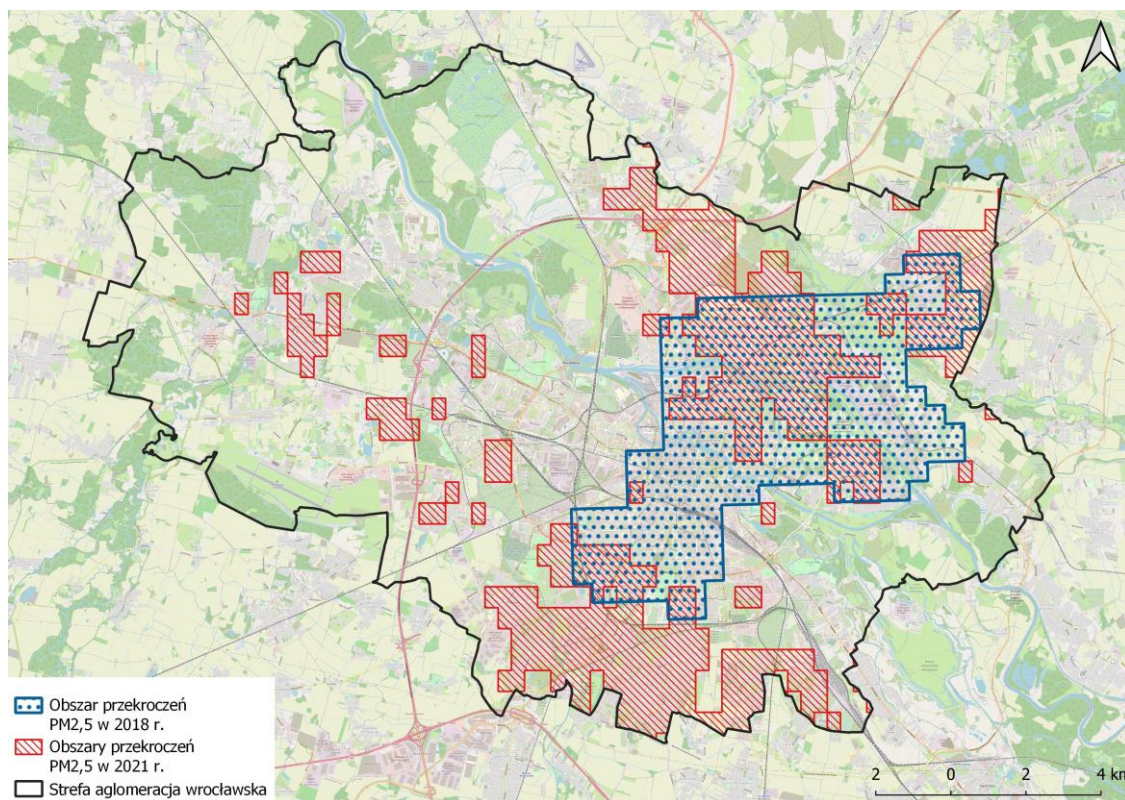 Obszar przekroczeń
PM2,5 w 2018 r.
Obszary przekroczeń
PM2,5 w 2021 r.
Strefa aglomeracja wrocławska
2 0 2 4 km